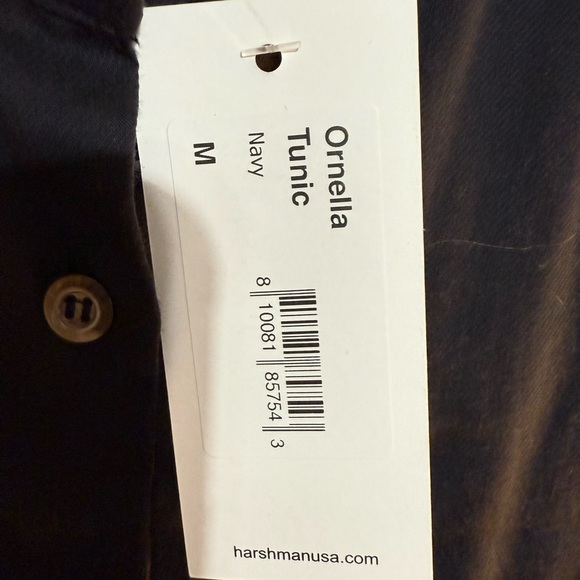 Ornella
Tunic
Navy
M
8 10081 85754 3
harshmanusa.com